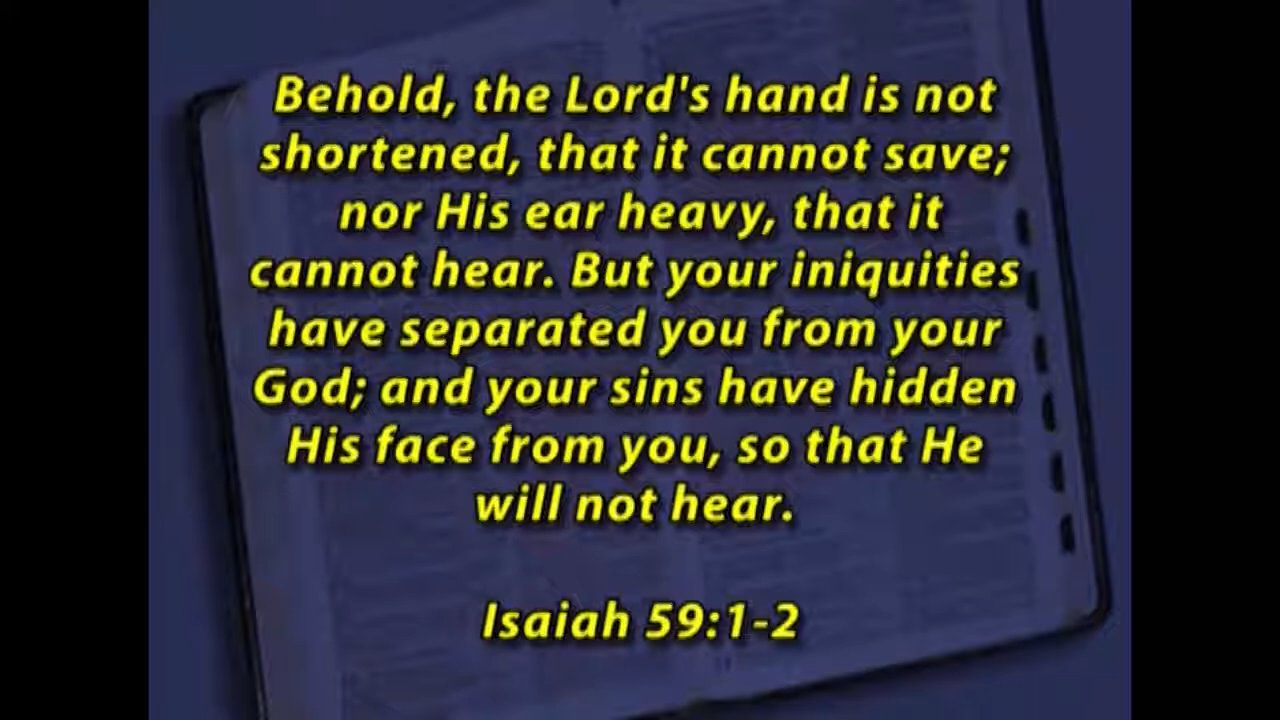 Behold, the Lord's hand is not
shortened, that it cannot save;
nor His ear heavy, that it
cannot hear. But your iniquities
have separated you from your
God; and your sins have hidden
His face from you, so that He
will not hear.
Isaiah 59:1-2